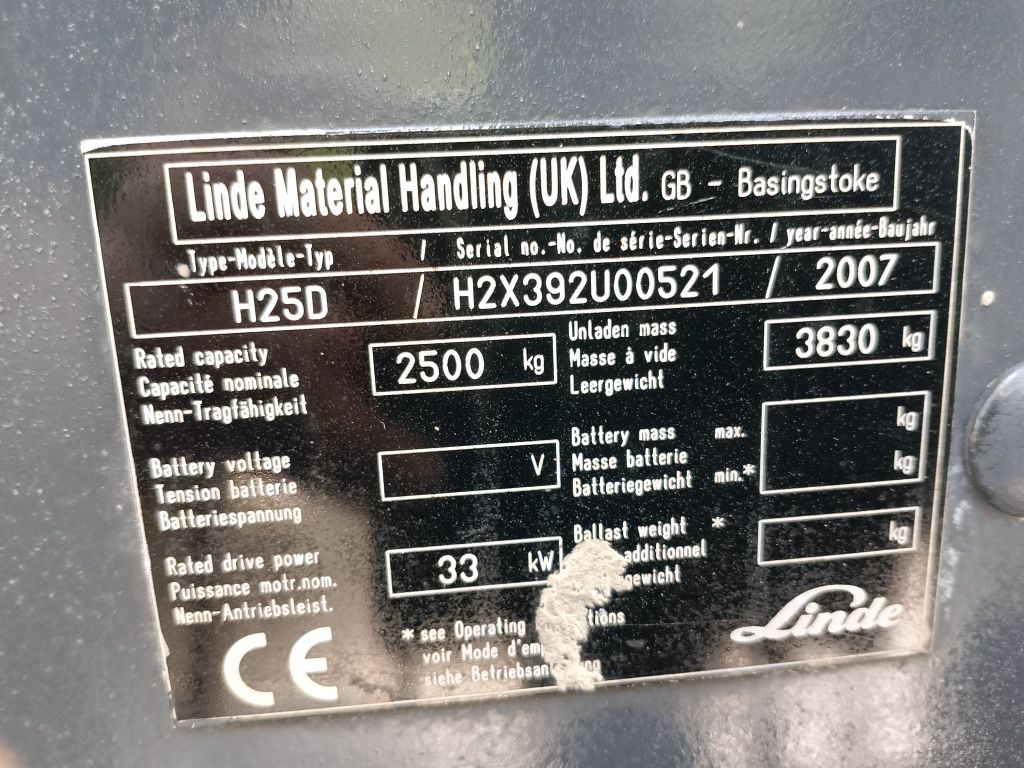 Linde Material Handling (UK) Ltd. GB - Basingstoke
Type-Modèle-Typ / Serial no.-No. de série-Serien-Nr. / year-année-Baujahr
H25D / H2X392U00521 / 2007
Rated capacity
Capacité nominale
Nenn-Tragfähigkeit
2500 kg
Unladen mass
Masse à vide
Leergewicht
3830 kg
Battery voltage
Tension batterie
Batteriespannung
V
Battery mass max.
Masse batterie
Batteriegewicht min.*
kg
kg
Rated drive power
Puissance motr.nom.
Nenn-Antriebsleist.
33 kW
Ballast weight *
additionnel
kg
CE
* see Operating
voir Mode d'em
siehe Betriebsan
Linde